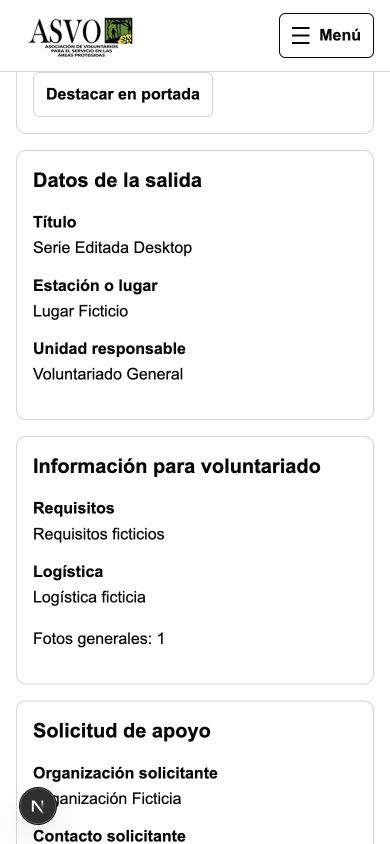 ASVO
ASOCIACIÓN DE VOLUNTARIOS
PARA EL SERVICIO EN LAS
ÁREAS PROTEGIDAS
Menú
Destacar en portada
Datos de la salida
Título
Serie Editada Desktop
Estación o lugar
Lugar Ficticio
Unidad responsable
Voluntariado General
Información para voluntariado
Requisitos
Requisitos ficticios
Logística
Logística ficticia
Fotos generales: 1
Solicitud de apoyo
Organización solicitante
N
ganización Ficticia
Contacto solicitante